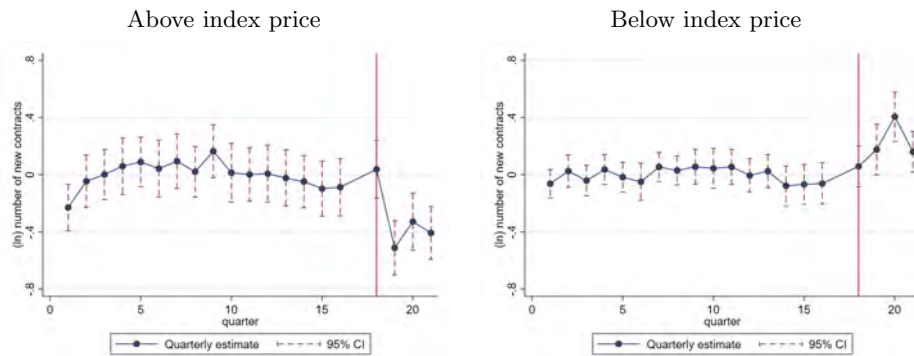 Above index price
(ln) number of new contracts
.8
.4
0
-.4
-.8
0
5
10
15
20
quarter
Quarterly estimate
95% CI
Below index price
(ln) number of new contracts
.8
.4
0
-.4
-.8
0
5
10
15
20
quarter
Quarterly estimate
95% CI